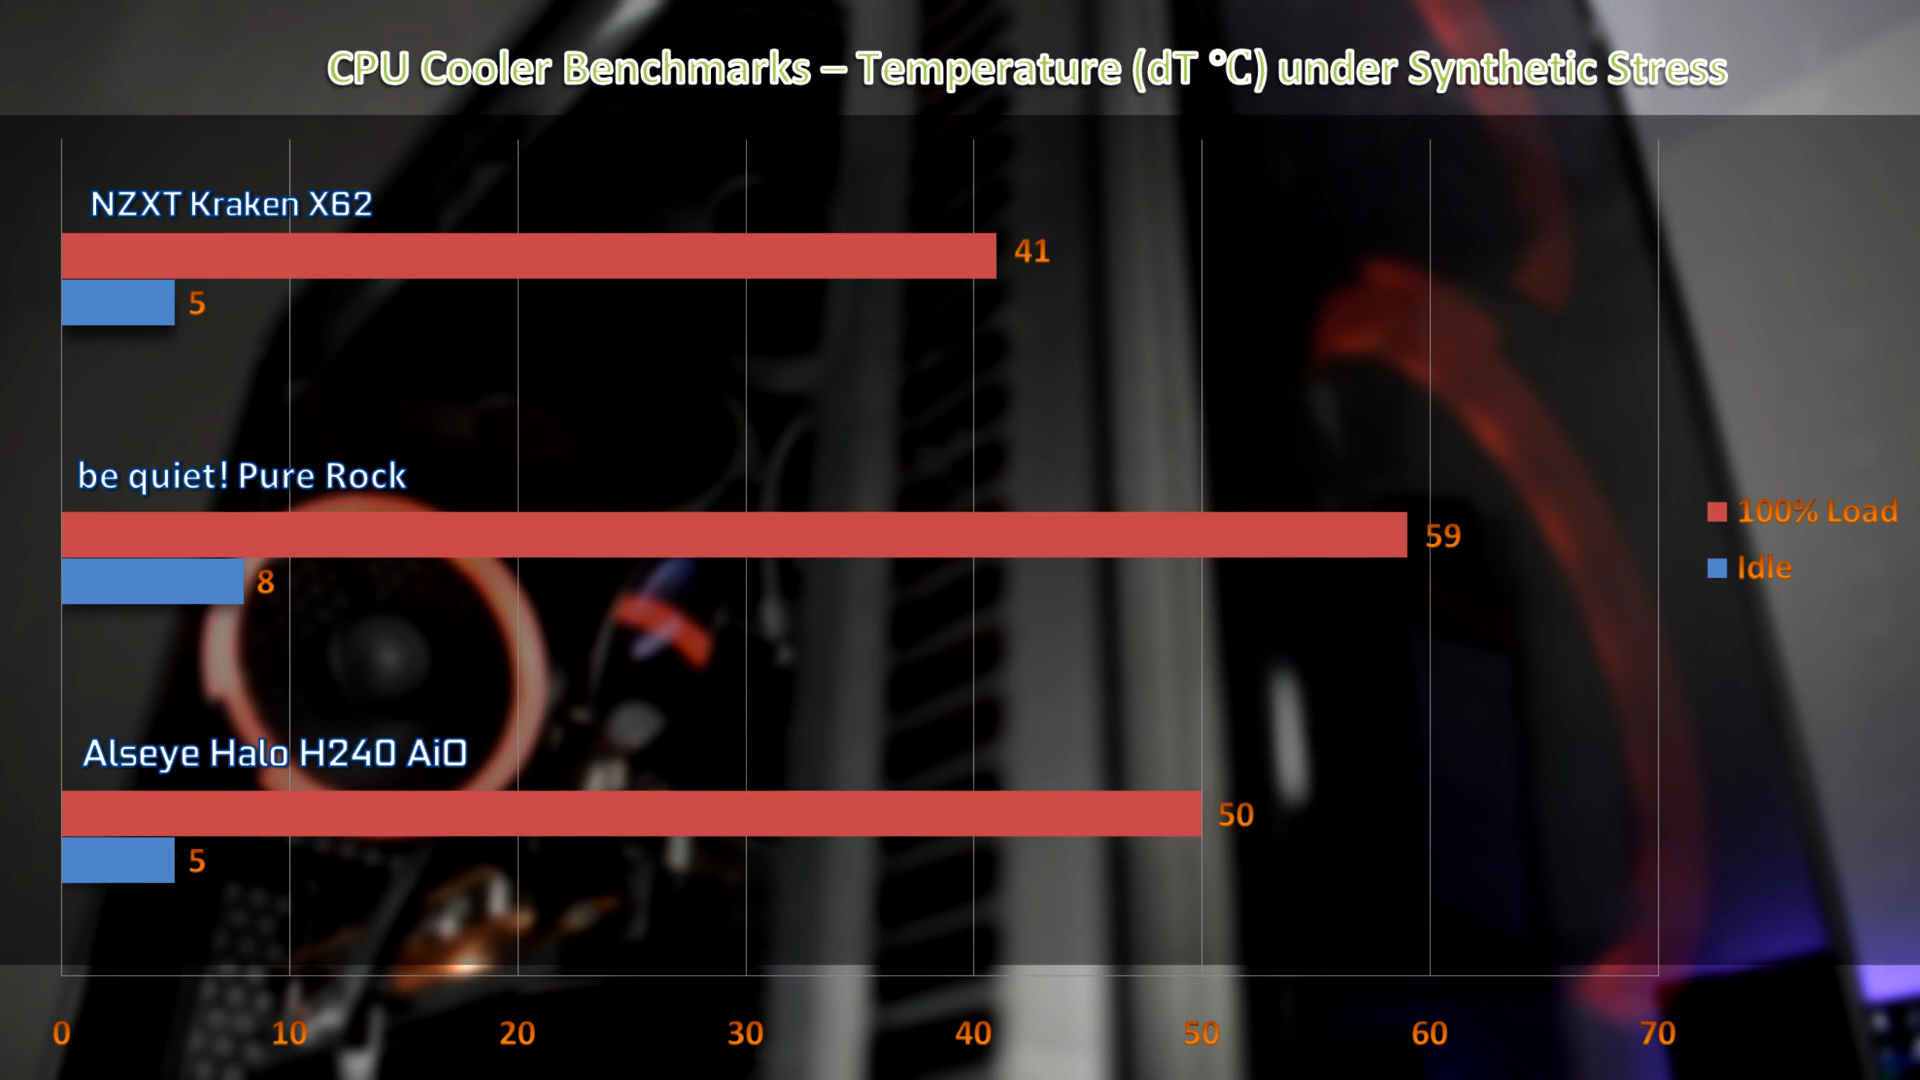 CPU Cooler Benchmarks – Temperature (dT °C) under Synthetic Stress
NZXT Kraken X62
41
5
be quiet! Pure Rock
59
8
100% Load
Idle
Alseye Halo H240 AiO
50
5
0 10 20 30 40 50 60 70